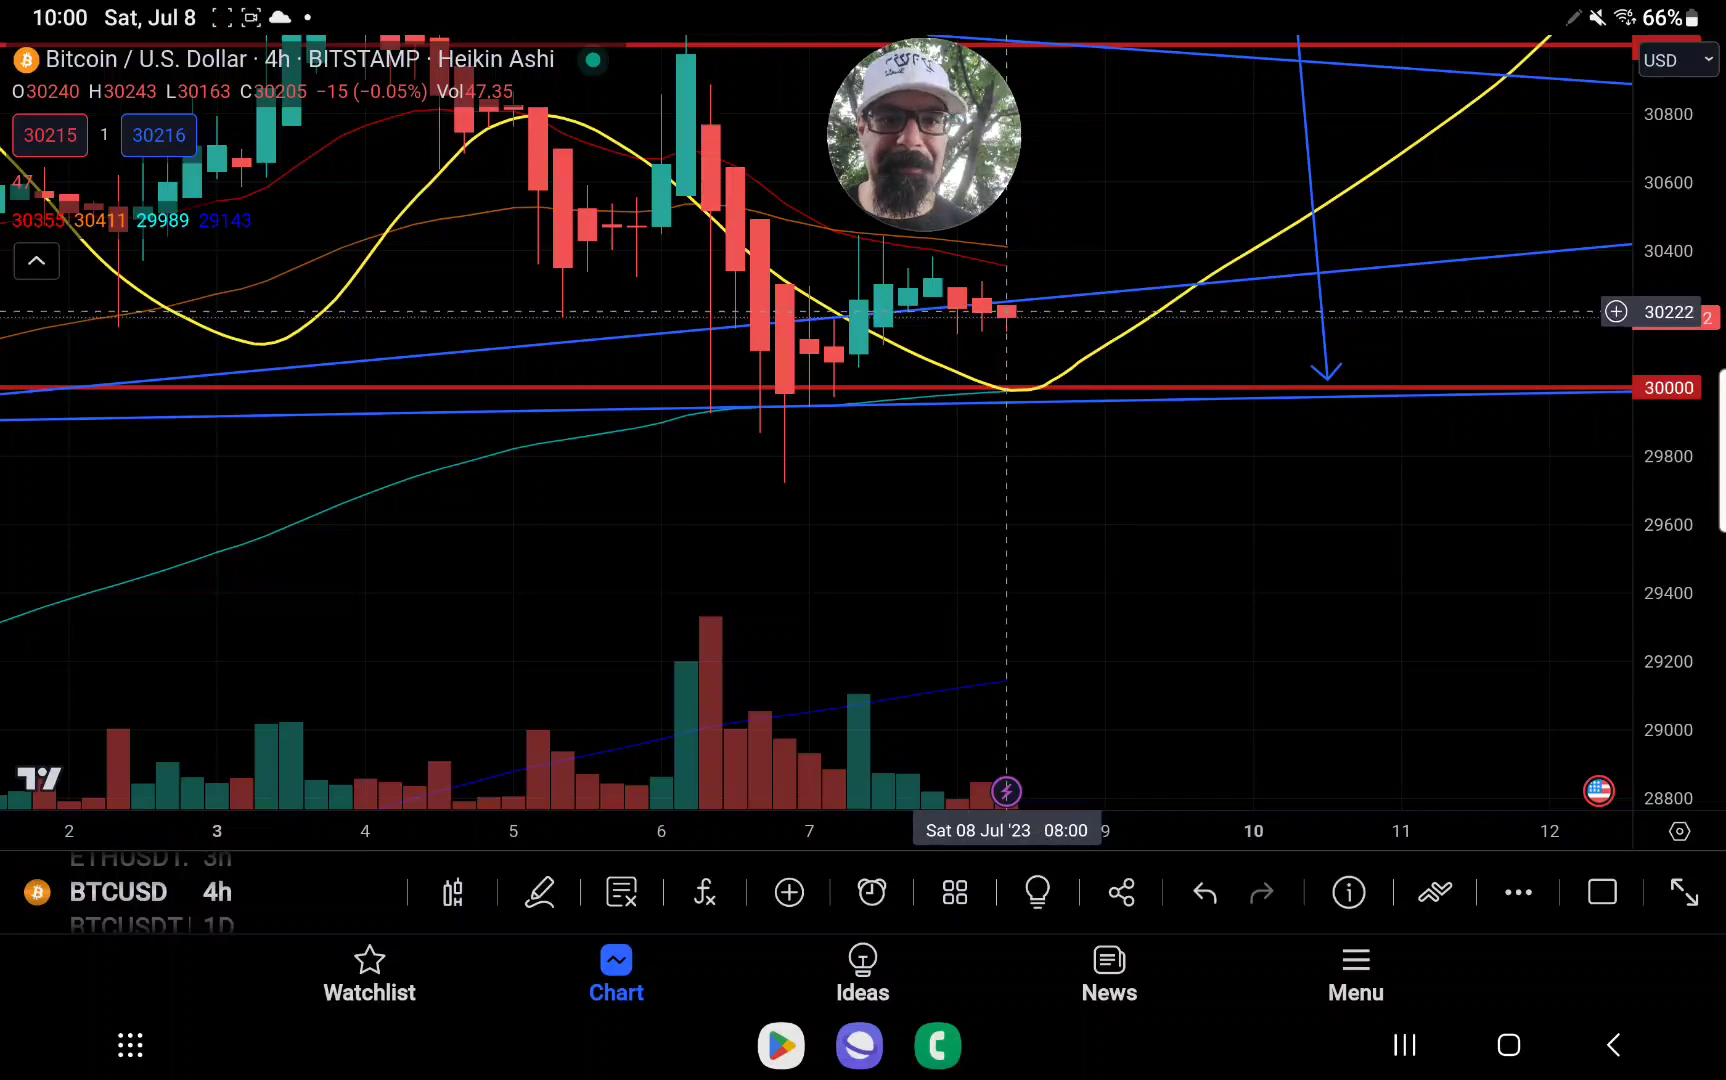 10:00 Sat, Jul 8 66%
Bitcoin / U.S. Dollar · 4h · BITSTAMP · Heikin Ashi
USD
O30240 H30243 L30163 C30205 −15 (−0.05%) Vol47.35
30215 1 30216
47
30355 30411 29989 29143
30800
30600
30400
30222
2
30000
29800
29600
29400
29200
29000
28800
2 3 4 5 6 7 Sat 08 Jul '23 08:00 9 10 11 12
ETHUSDT. 3h
BTCUSD 4h
BTCUSDT 1D
Watchlist Chart Ideas News Menu